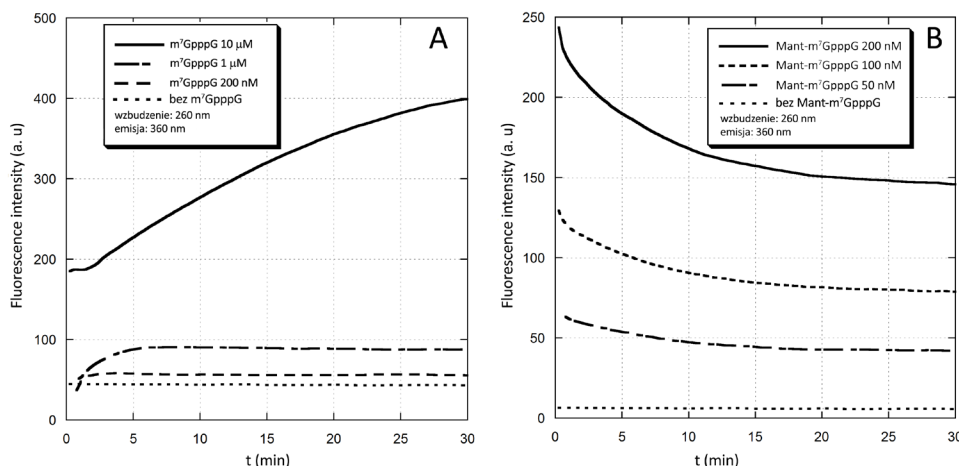 A
m⁷GpppG 10 μM
m⁷GpppG 1 μM
m⁷GpppG 200 nM
bez m⁷GpppG
wzbudzenie: 260 nm
emisja: 360 nm
Fluorescence intensity (a. u)
500
400
300
200
100
0
0 5 10 15 20 25 30
t (min)
B
Mant-m⁷GpppG 200 nM
Mant-m⁷GpppG 100 nM
Mant-m⁷GpppG 50 nM
bez Mant-m⁷GpppG
wzbudzenie: 260 nm
emisja: 360 nm
Fluorescence intensity (a. u)
250
200
150
100
50
0
0 5 10 15 20 25 30
t (min)